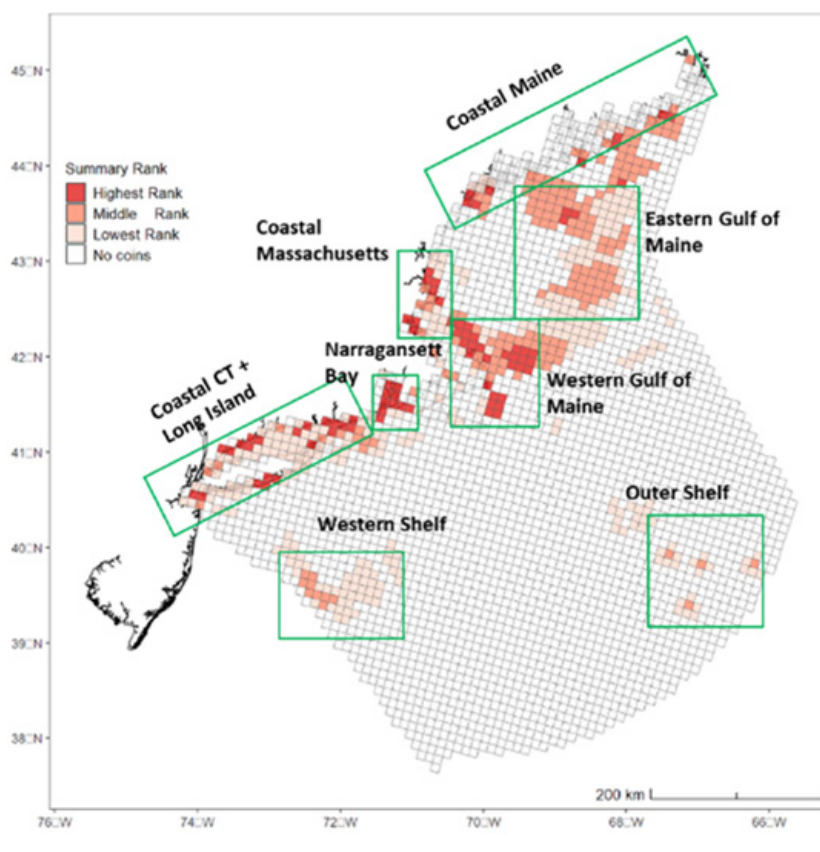 45□N
44□N
43□N
42□N
41□N
40□N
39□N
38□N
Summary Rank
Highest Rank
Middle Rank
Lowest Rank
No coins
Coastal Maine
Coastal
Massachusetts
Eastern Gulf of
Maine
Narragansett
Bay
Western Gulf of
Maine
Coastal CT +
Long Island
Outer Shelf
Western Shelf
200 km
76□W
74□W
72□W
70□W
68□W
66□W